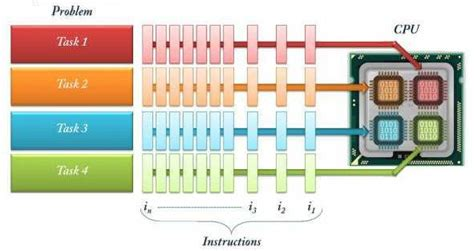 Problem
CPU
Task 1
Task 2
Task 3
Task 4
iₙ i₃ i₂ i₁
Instructions